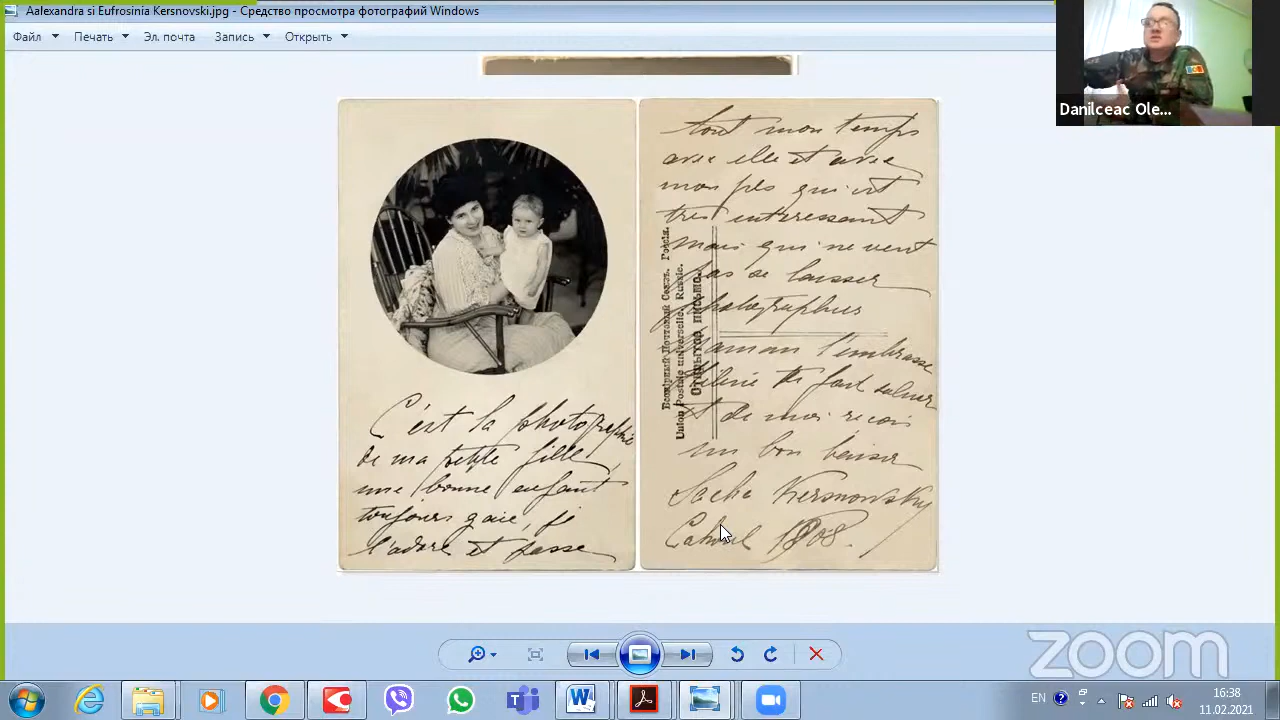 Aalexandra si Eufrosinia Kersnovski.jpg - Средство просмотра фотографий Windows
Файл Печать Эл. почта Запись Открыть
Danilceac Ole...
C'est la photographie
de ma petite fille,
une bonne enfant
toujours gaie, je
l'adore et passe
tout mon temps
avec elle et avec
mon fils qui est
très intéressant
mais qui ne veut
pas se laisser
photographier
Maman t'embrasse
te fait saluer
et de moi reçois
un bon baiser
Sacha Kersnowsky
1908.
Всемірный Почтовый Союзъ. Россія.
Union Postale universelle. Russie.
ОТКРЫТОЕ ПИСЬМО.
zoom
EN
16:38
11.02.2021